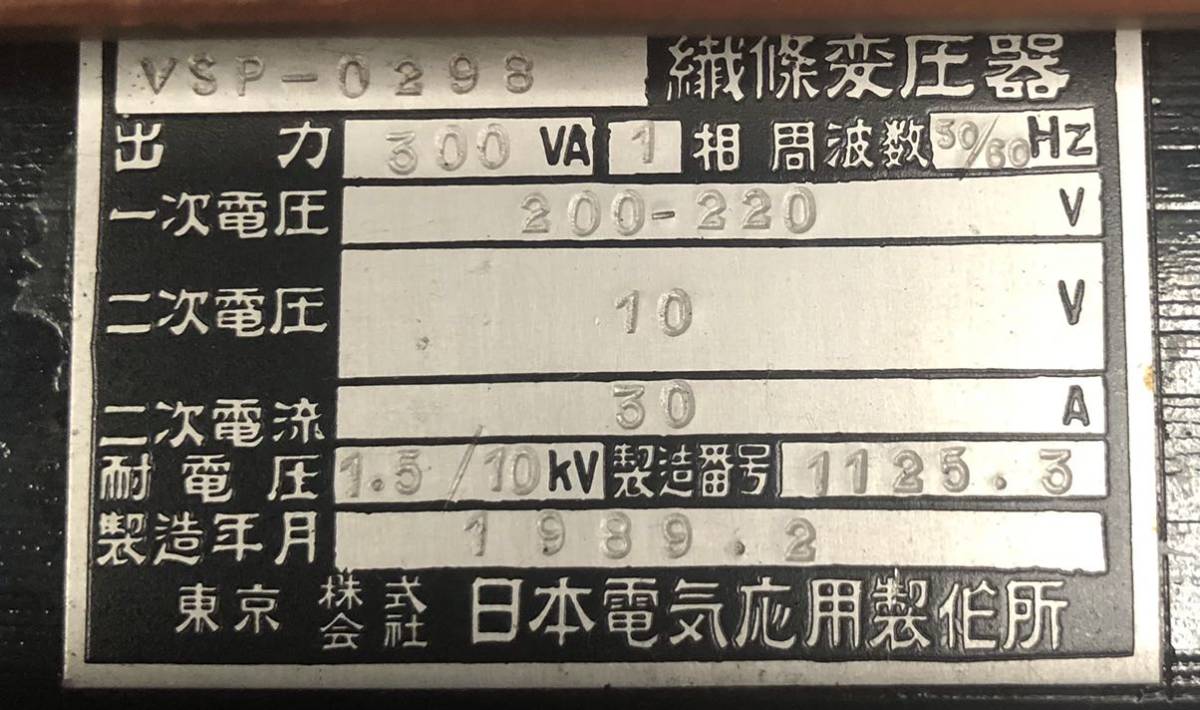 VSP-0298 繊條変圧器
出力 300 VA 1 相 周波数 50/60 Hz
一次電圧 200-220 V
二次電圧 10 V
二次電流 30 A
耐電圧 1.5/10 kV 製造番号 1125.3
製造年月 1989.2
東京 株式会社 日本電気応用製作所